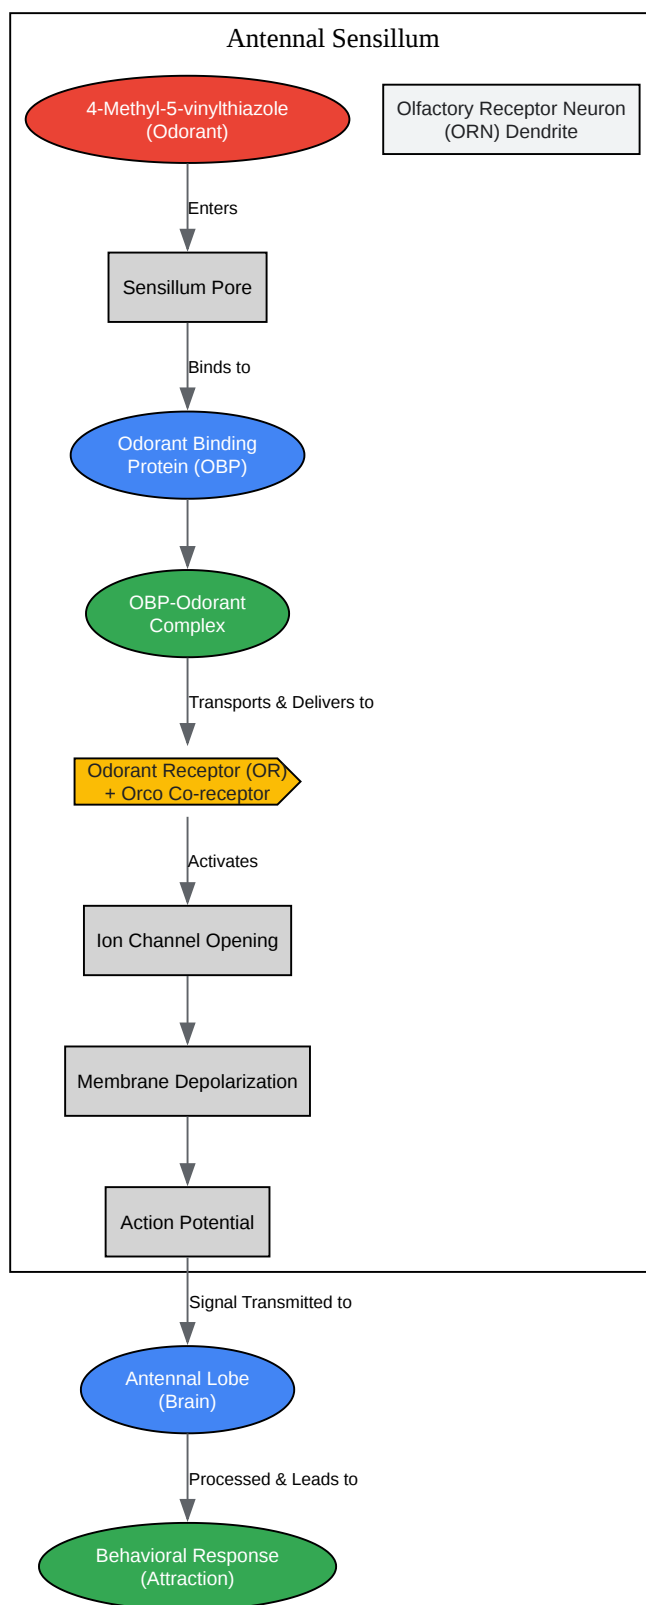 Antennal Sensillum
4-Methyl-5-vinylthiazole
(Odorant)
Olfactory Receptor Neuron
(ORN) Dendrite
Enters
Sensillum Pore
Binds to
Odorant Binding
Protein (OBP)
OBP-Odorant
Complex
Transports & Delivers to
Odorant Receptor (OR)
+ Orco Co-receptor
Activates
Ion Channel Opening
Membrane Depolarization
Action Potential
Signal Transmitted to
Antennal Lobe
(Brain)
Processed & Leads to
Behavioral Response
(Attraction)